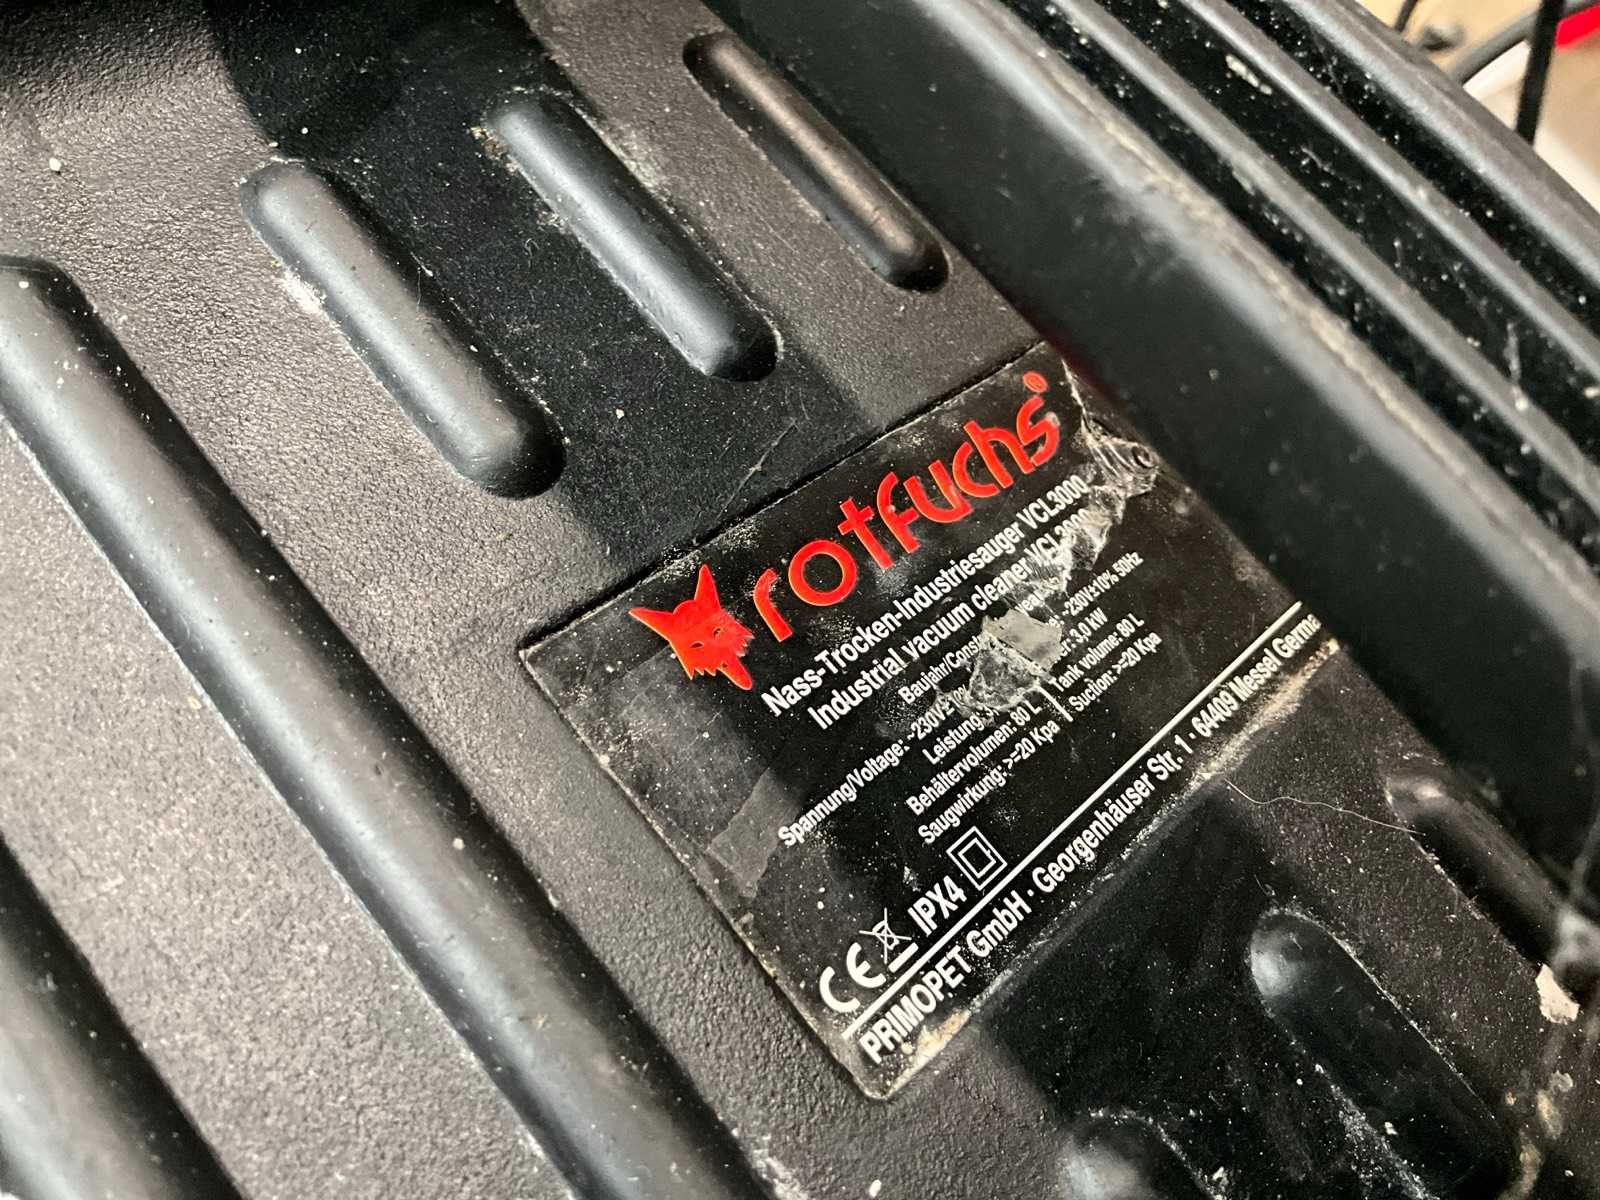 rotfuchs®
Nass-Trocken-Industriesauger VCL3000
Industrial vacuum cleaner VCL3000
Spannung/Voltage: ~230V± ~230V±10% 50Hz
Leistung: 3,0 kW
Behältervolumen: 80 L Tank volume: 80 L
Saugwirkung: >=20 Kpa Suction: >=20 Kpa
CE IPX4
PRIMOPET GmbH · Georgenhäuser Str. 1 · 64409 Messel